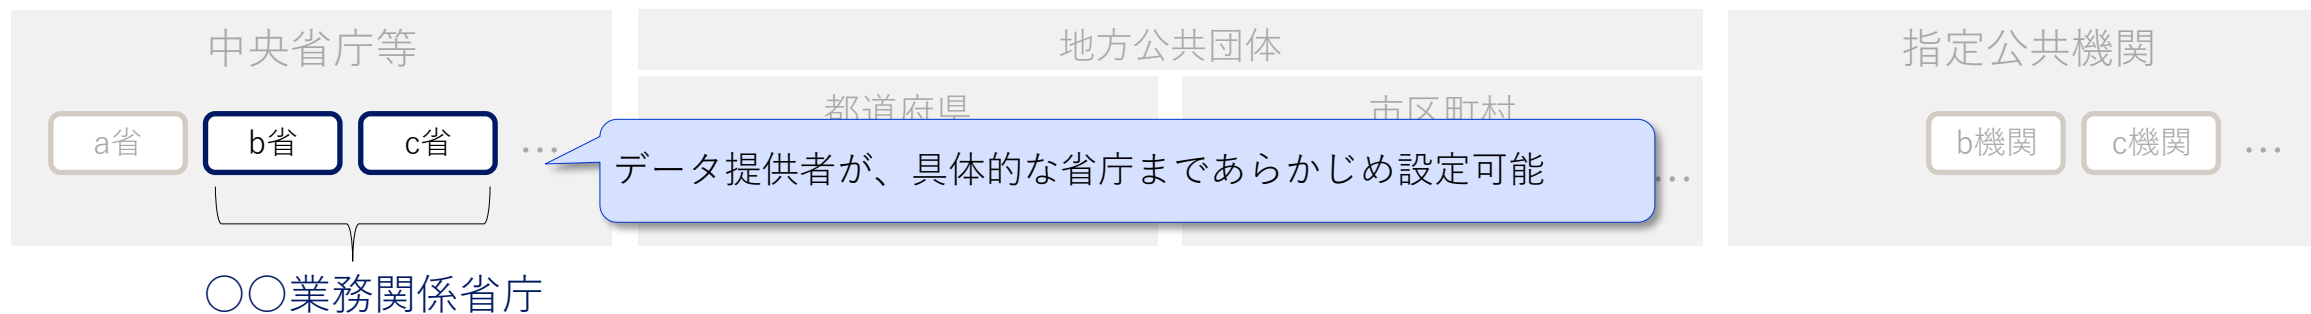 中央省庁等
地方公共団体
指定公共機関
都道府県
市区町村
a省
b省
c省
…
b機関
c機関
…
データ提供者が、具体的な省庁まであらかじめ設定可能
…
〇〇業務関係省庁